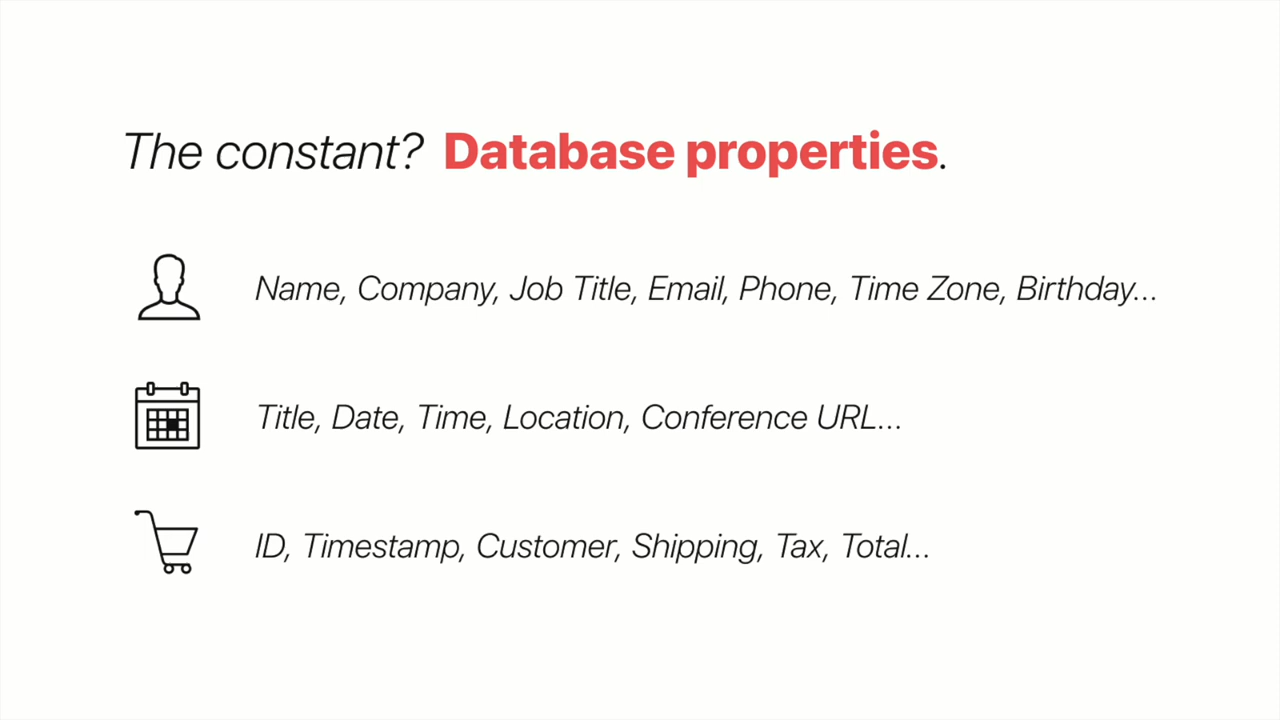 The constant? Database properties.
Name, Company, Job Title, Email, Phone, Time Zone, Birthday...
Title, Date, Time, Location, Conference URL...
ID, Timestamp, Customer, Shipping, Tax, Total...